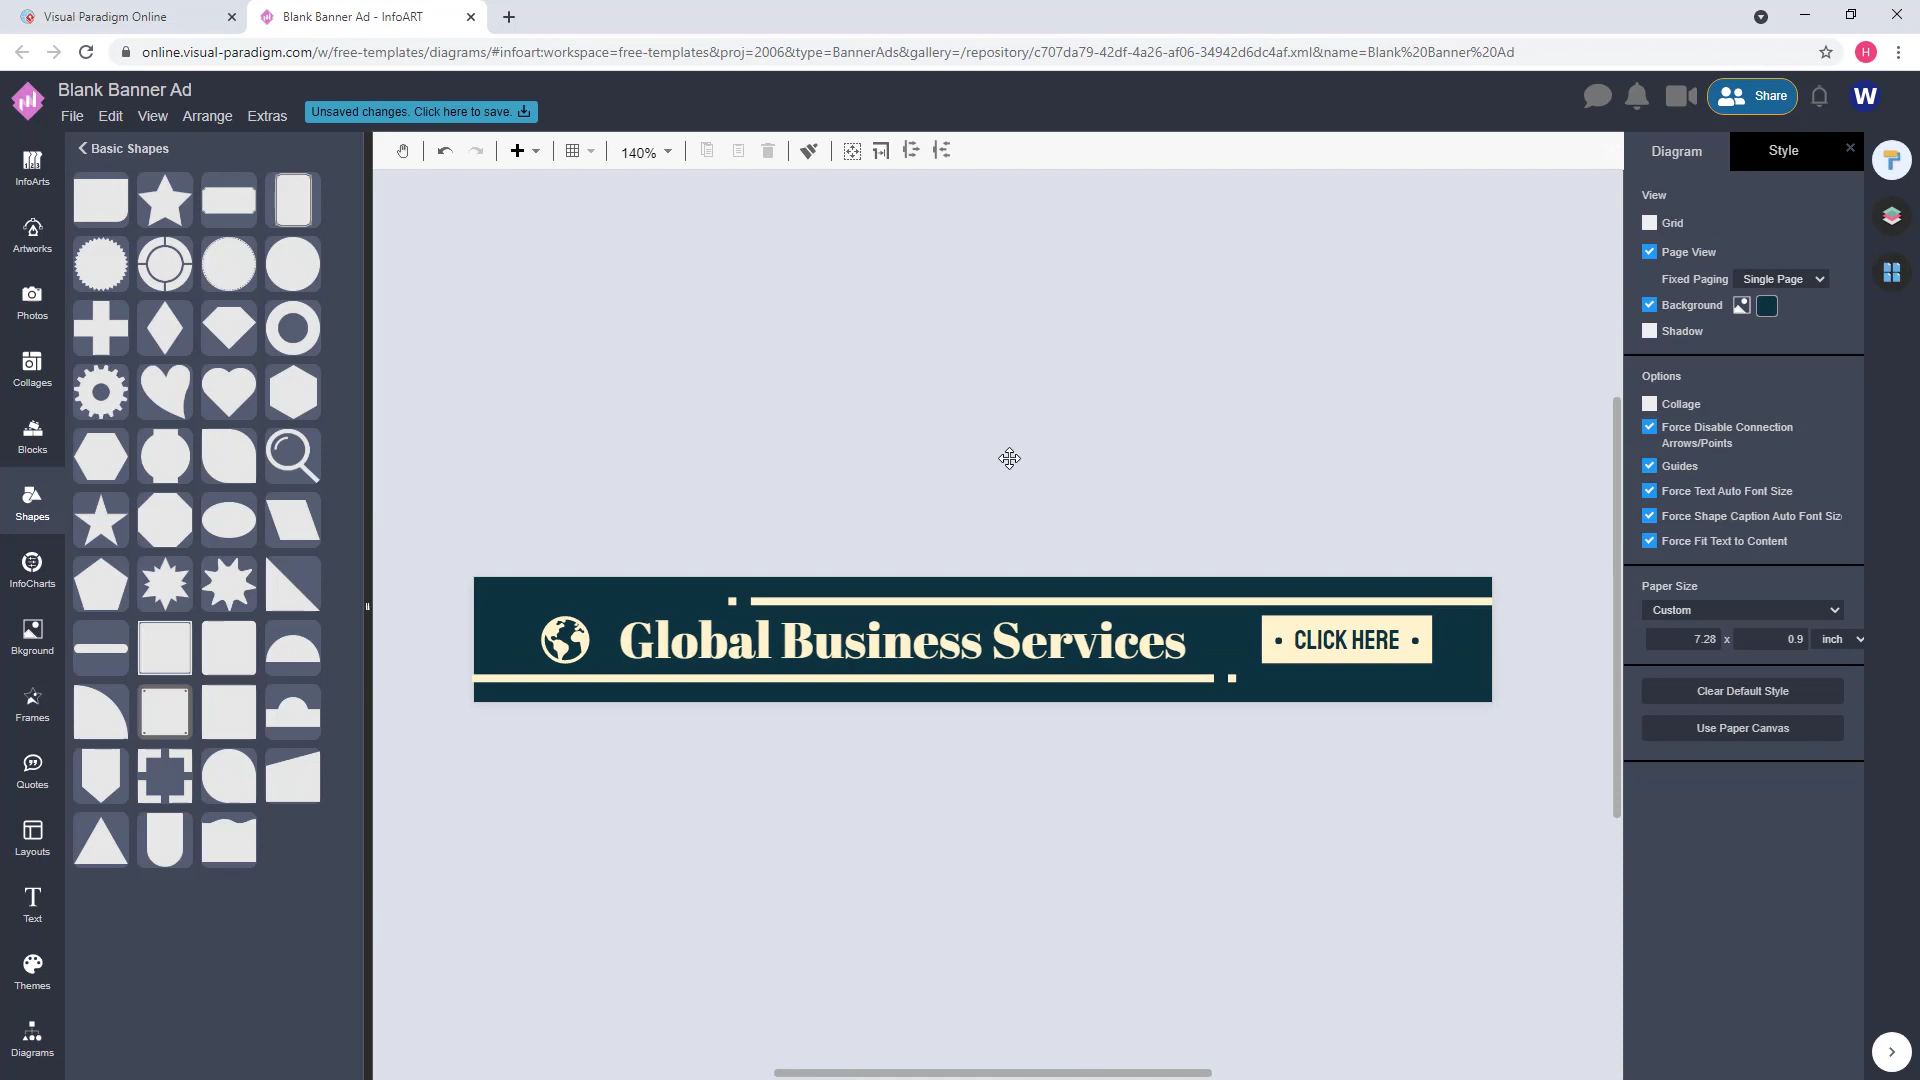 Visual Paradigm Online
Blank Banner Ad - InfoART
online.visual-paradigm.com/w/free-templates/diagrams/#infoart:workspace=free-templates&proj=2006&type=BannerAds&gallery=/repository/c707da79-42df-4a26-af06-34942d6dc4af.xml&name=Blank%20Banner%20Ad
H
Blank Banner Ad
File Edit View Arrange Extras
Unsaved changes. Click here to save.
Share
W
InfoArts
Artworks
Photos
Collages
Blocks
Shapes
InfoCharts
Bkground
Frames
Quotes
Layouts
Text
Themes
Diagrams
Basic Shapes
140%
Global Business Services
• CLICK HERE •
Diagram
Style
View
Grid
Page View
Fixed Paging Single Page
Background
Shadow
Options
Collage
Force Disable Connection
Arrows/Points
Guides
Force Text Auto Font Size
Force Shape Caption Auto Font Siz
Force Fit Text to Content
Paper Size
Custom
7.28 x 0.9 inch
Clear Default Style
Use Paper Canvas